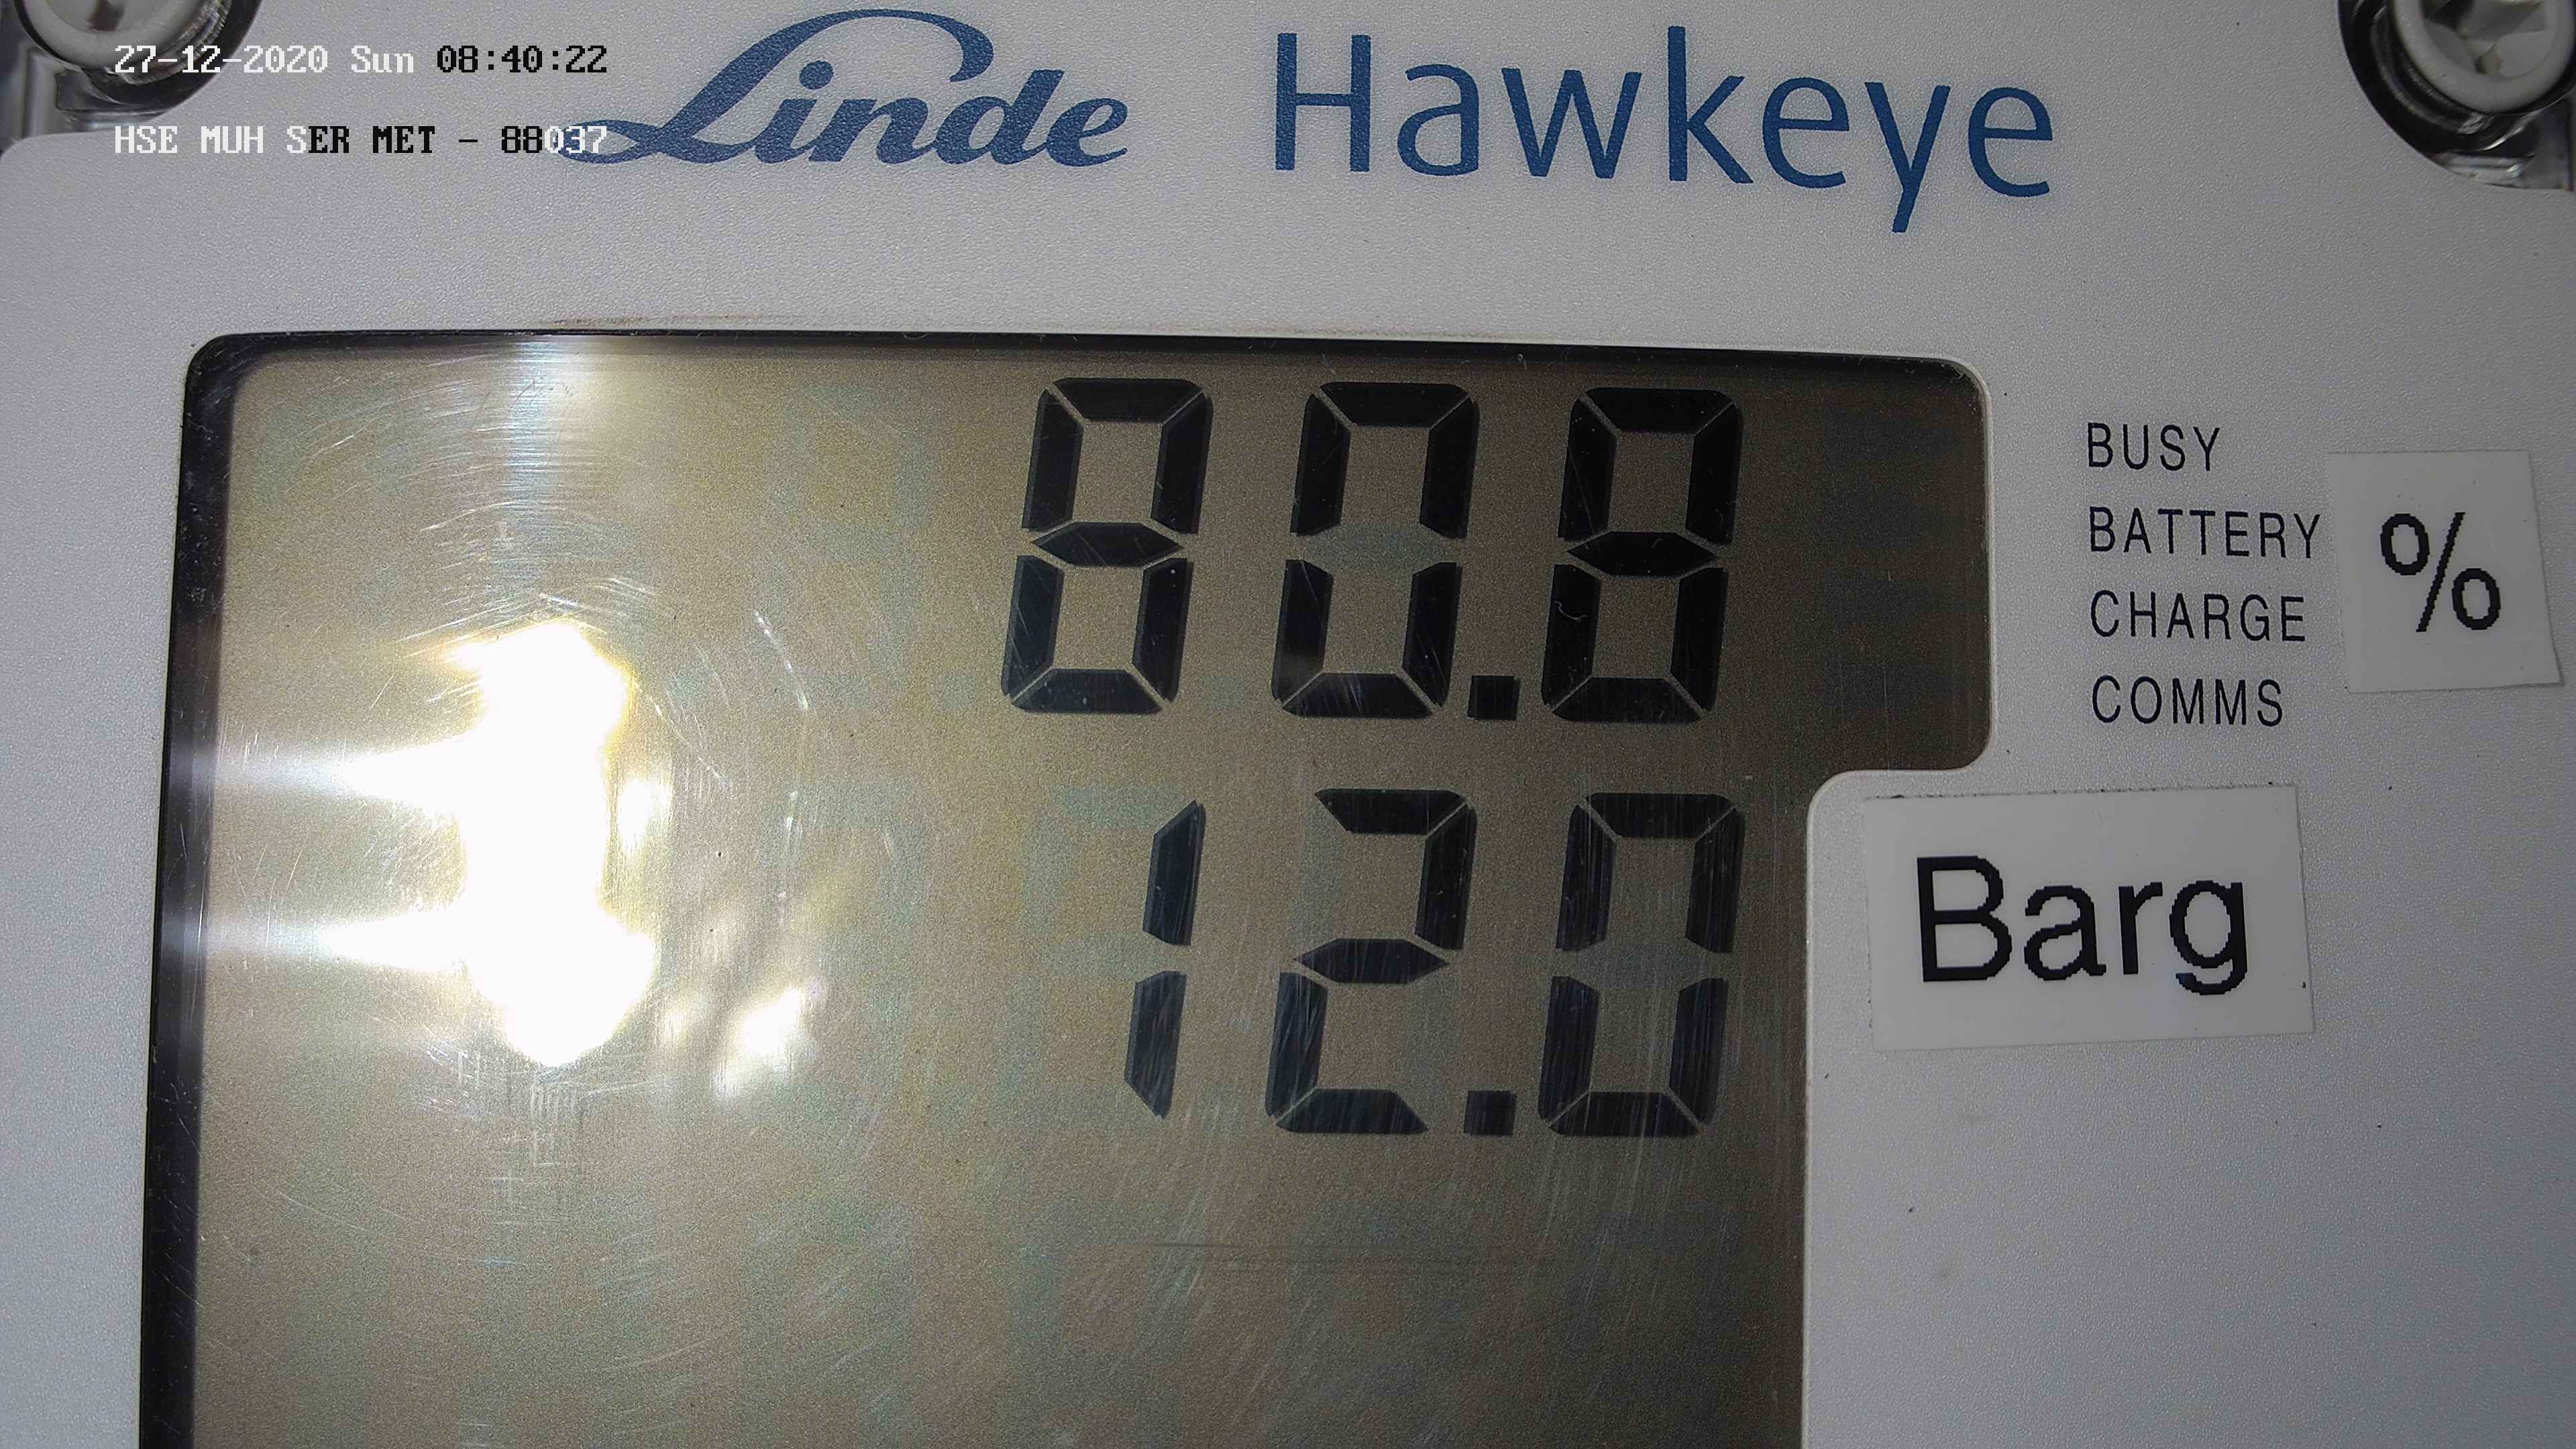 27-12-2020 Sun 08:40:22
HSE MUH SER MET - 88037
Linde Hawkeye
80.8
BUSY
BATTERY
CHARGE
COMMS
%
12.0
Barg